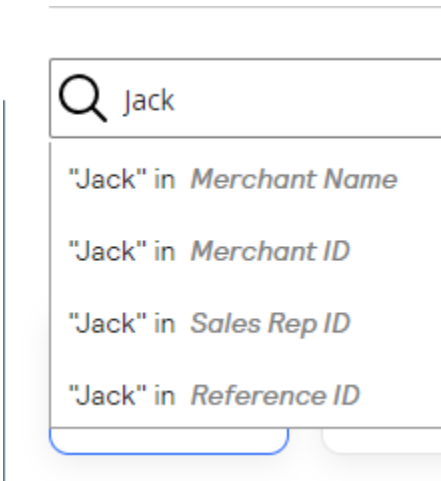 Jack
"Jack" in Merchant Name
"Jack" in Merchant ID
"Jack" in Sales Rep ID
"Jack" in Reference ID